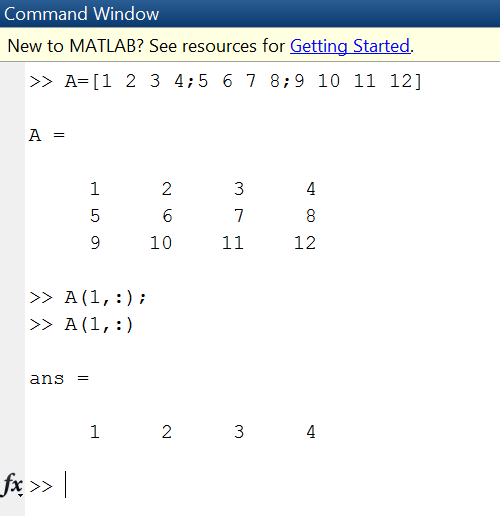 Command Window
New to MATLAB? See resources for Getting Started.
>> A=[1 2 3 4;5 6 7 8;9 10 11 12]
A =
1 2 3 4
5 6 7 8
9 10 11 12
>> A(1,:);
>> A(1,:)
ans =
1 2 3 4
fx >>